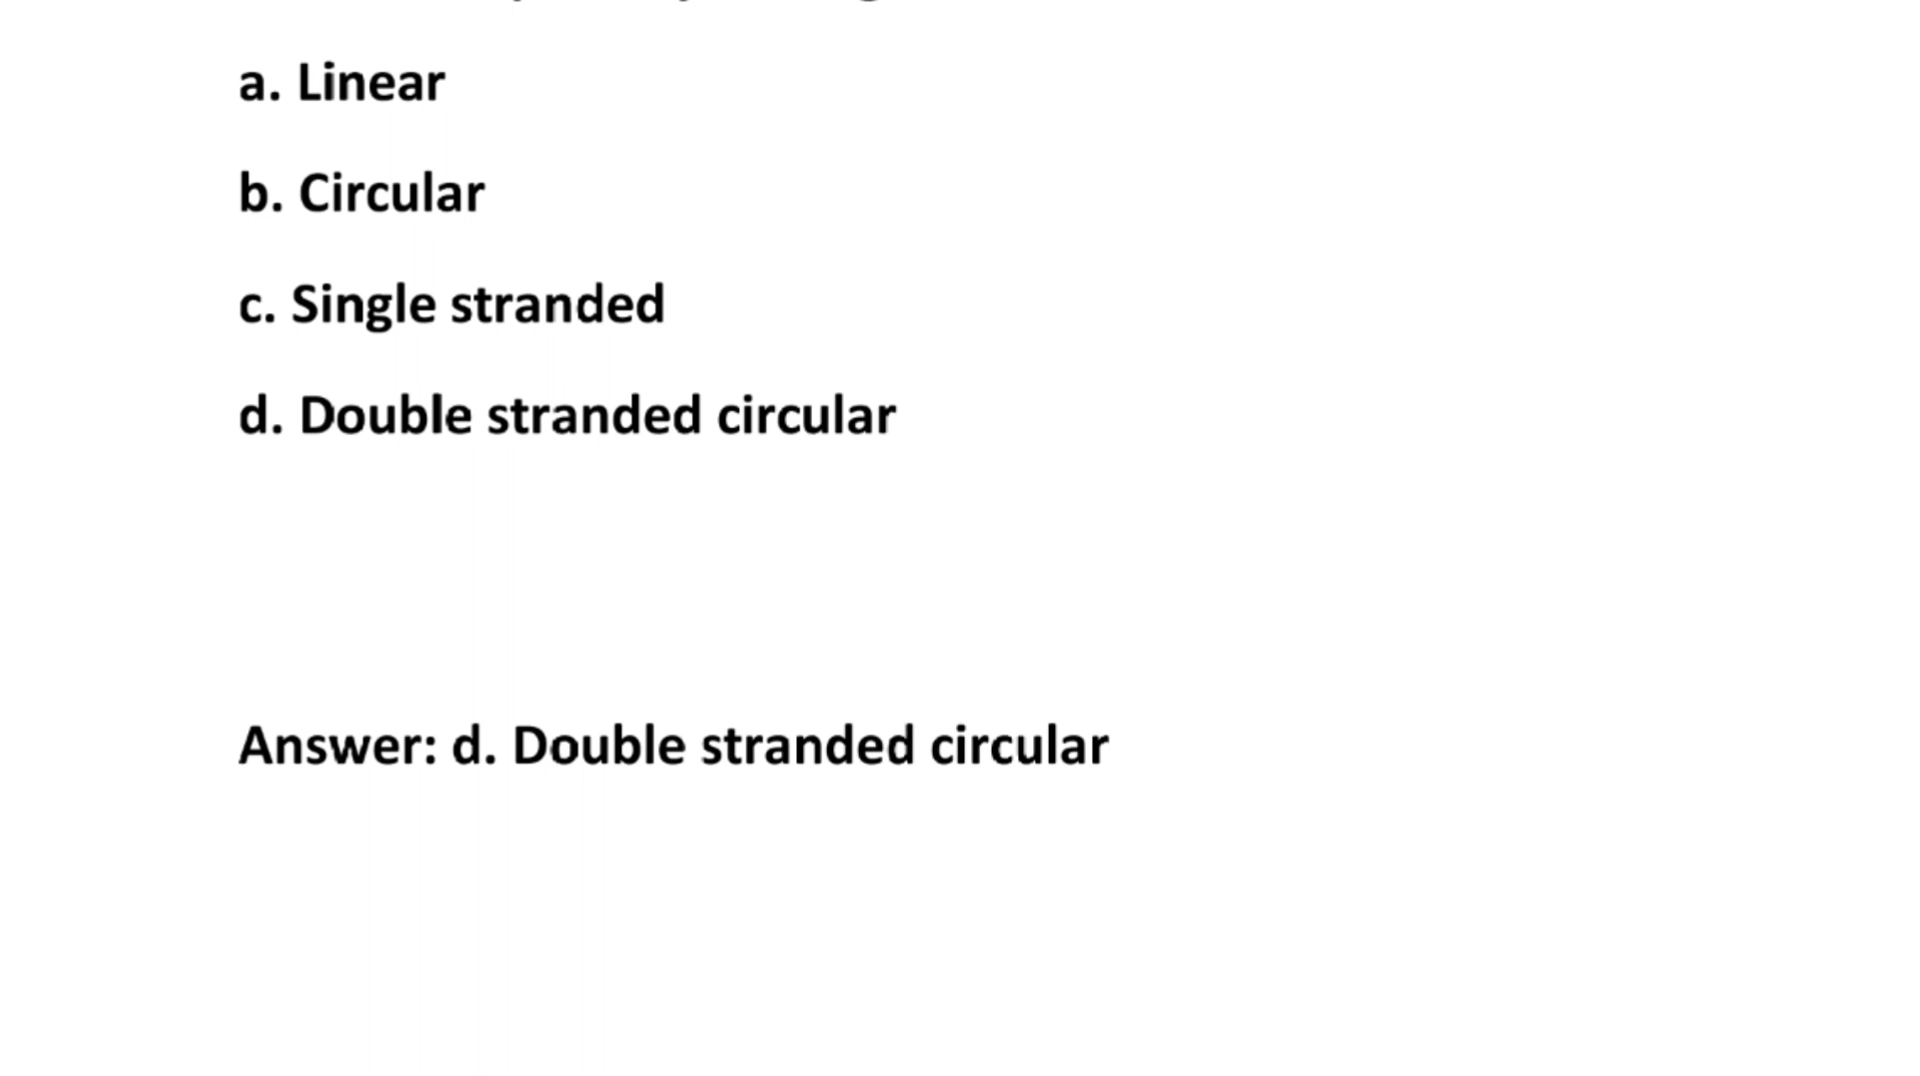 a. Linear
b. Circular
c. Single stranded
d. Double stranded circular
Answer: d. Double stranded circular